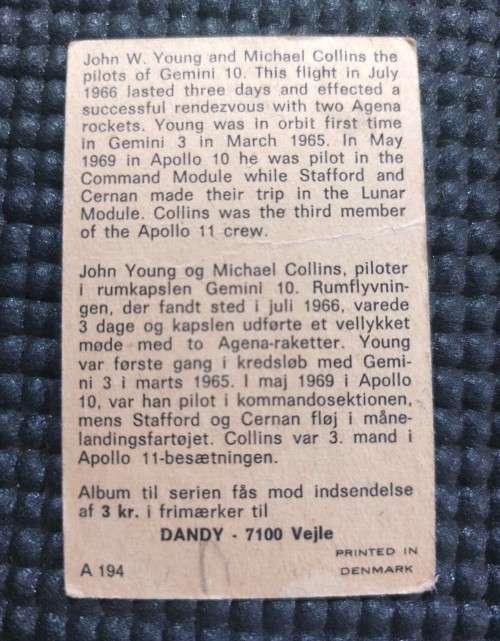 John W. Young and Michael Collins the
pilots of Gemini 10. This flight in July
1966 lasted three days and effected a
successful rendezvous with two Agena
rockets. Young was in orbit first time
in Gemini 3 in March 1965. In May
1969 in Apollo 10 he was pilot in the
Command Module while Stafford and
Cernan made their trip in the Lunar
Module. Collins was the third member
of the Apollo 11 crew.
John Young og Michael Collins, piloter
i rumkapslen Gemini 10. Rumflyvnin-
gen, der fandt sted i juli 1966, varede
3 dage og kapslen udførte et vellykket
møde med to Agena-raketter. Young
var første gang i kredsløb med Gemi-
ni 3 i marts 1965. I maj 1969 i Apollo
10, var han pilot i kommandosektionen,
mens Stafford og Cernan fløj i måne-
landingsfartøjet. Collins var 3. mand i
Apollo 11-besætningen.
Album til serien fås mod indsendelse
af 3 kr. i frimærker til
DANDY - 7100 Vejle
PRINTED IN
A 194 DENMARK